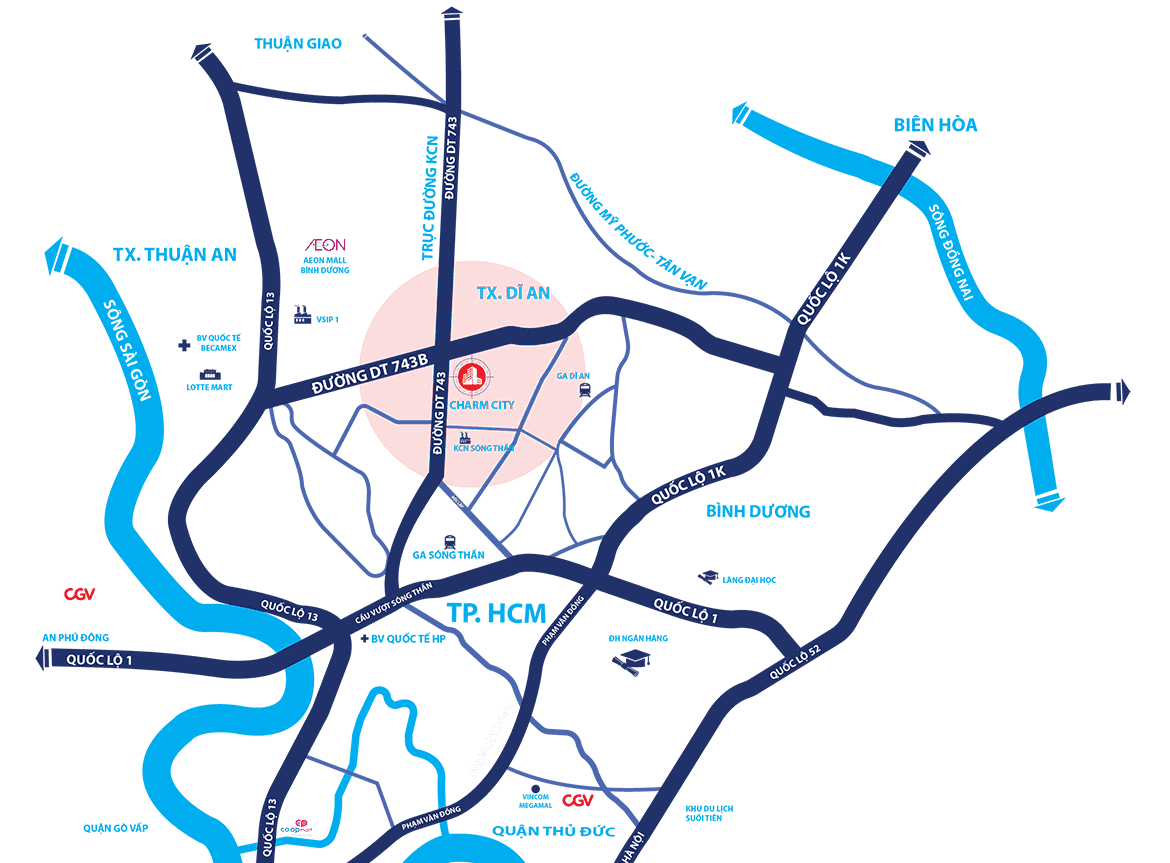 THUẬN GIAO
BIÊN HÒA
ĐƯỜNG DT 743
TRỤC ĐƯỜNG KCN
ĐƯỜNG MỸ PHƯỚC- TÂN VẠN
SÔNG ĐỒNG NAI
TX. THUẬN AN
ÆON
AEON MALL
BÌNH DƯƠNG
QUỐC LỘ 1K
TX. DĨ AN
SÔNG SÀI GÒN
QUỐC LỘ 13
VSIP 1
BV QUỐC TẾ
BECAMEX
LOTTE MART
ĐƯỜNG DT 743B
GA DĨ AN
CHARM CITY
ĐƯỜNG DT 743
KCN SÓNG THẦN
QUỐC LỘ 1K
BÌNH DƯƠNG
GA SÓNG THẦN
LÀNG ĐẠI HỌC
CGV
CẦU VƯỢT SÓNG THẦN
QUỐC LỘ 13
TP. HCM
PHẠM VĂN ĐỒNG
QUỐC LỘ 1
AN PHÚ ĐÔNG
QUỐC LỘ 1
BV QUỐC TẾ HP
ĐH NGÂN HÀNG
QUỐC LỘ 52
VINCOM
MEGAMAL
CGV
KHU DU LỊCH
SUỐI TIÊN
QUỐC LỘ 13
co.opmart
PHẠM VĂN ĐỒNG
QUẬN GÒ VẤP
QUẬN THỦ ĐỨC
HÀ NỘI